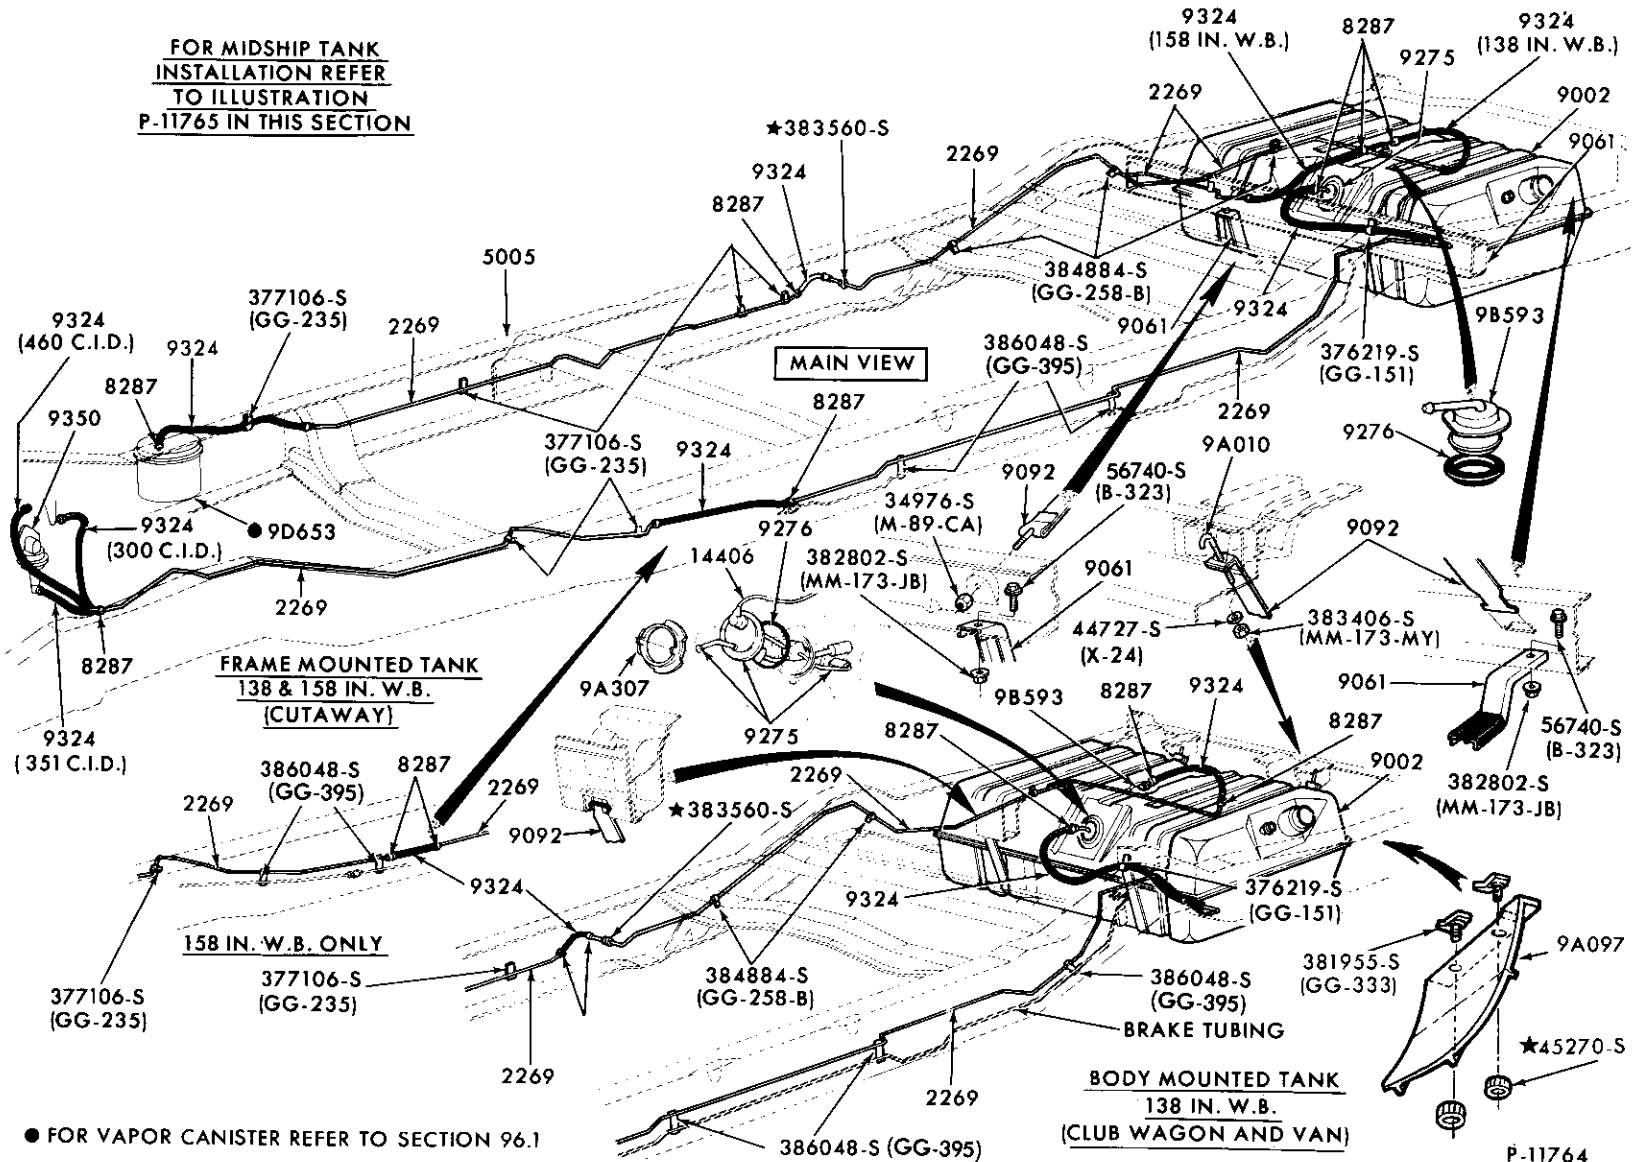 FOR MIDSHIP TANK
INSTALLATION REFER
TO ILLUSTRATION
P-11765 IN THIS SECTION
9324
(158 IN. W.B.)
8287
9324
(138 IN. W.B.)
9275
2269
9002
9061
★383560-S
2269
9324
8287
5005
377106-S
(GG-235)
384884-S
(GG-258-B)
9324
9061
9B593
9324
(460 C.I.D.)
9324
2269
8287
9350
MAIN VIEW
386048-S
(GG-395)
376219-S
(GG-151)
8287
2269
9276
377106-S
(GG-235)
9324
9A010
9092
56740-S
(B-323)
34976-S
(M-89-CA)
9324
(300 C.I.D.)
● 9D653
9276
14406
382802-S
(MM-173-JB)
9061
9092
2269
44727-S
(X-24)
383406-S
(MM-173-MY)
8287
FRAME MOUNTED TANK
138 & 158 IN. W.B.
(CUTAWAY)
9A307
9275
9B593
8287
9324
9061
8287
8287
56740-S
(B-323)
9324
(351 C.I.D.)
386048-S
(GG-395)
8287
2269
9002
382802-S
(MM-173-JB)
2269
2269
★383560-S
9092
9324
9324
376219-S
(GG-151)
158 IN. W.B. ONLY
377106-S
(GG-235)
377106-S
(GG-235)
384884-S
(GG-258-B)
386048-S
(GG-395)
381955-S
(GG-333)
9A097
BRAKE TUBING
2269
2269
★45270-S
BODY MOUNTED TANK
138 IN. W.B.
(CLUB WAGON AND VAN)
● FOR VAPOR CANISTER REFER TO SECTION 96.1
386048-S (GG-395)
P-11764